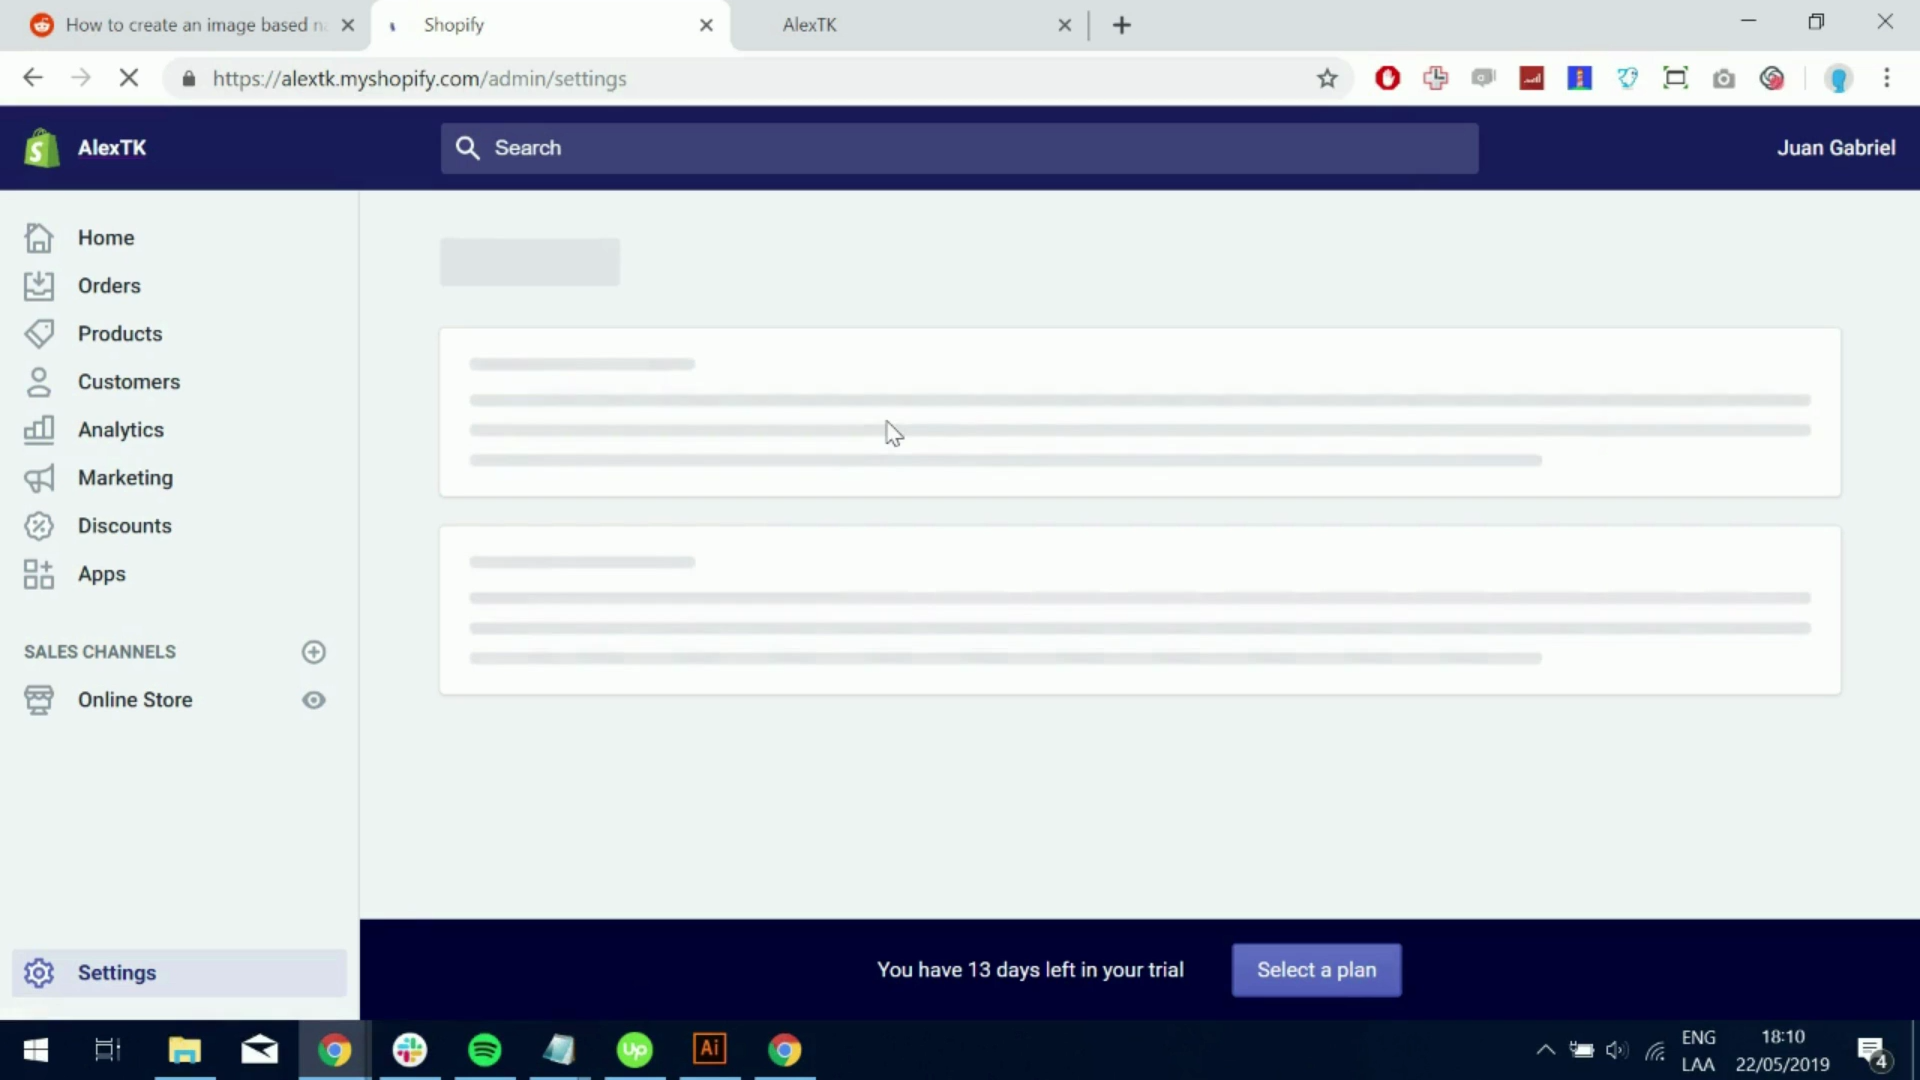 How to create an image based n
Shopify
AlexTK
https://alextk.myshopify.com/admin/settings
AlexTK
Search
Juan Gabriel
Home
Orders
Products
Customers
Analytics
Marketing
Discounts
Apps
SALES CHANNELS
Online Store
Settings
You have 13 days left in your trial
Select a plan
Up
Ai
ENG
LAA
18:10
22/05/2019
4